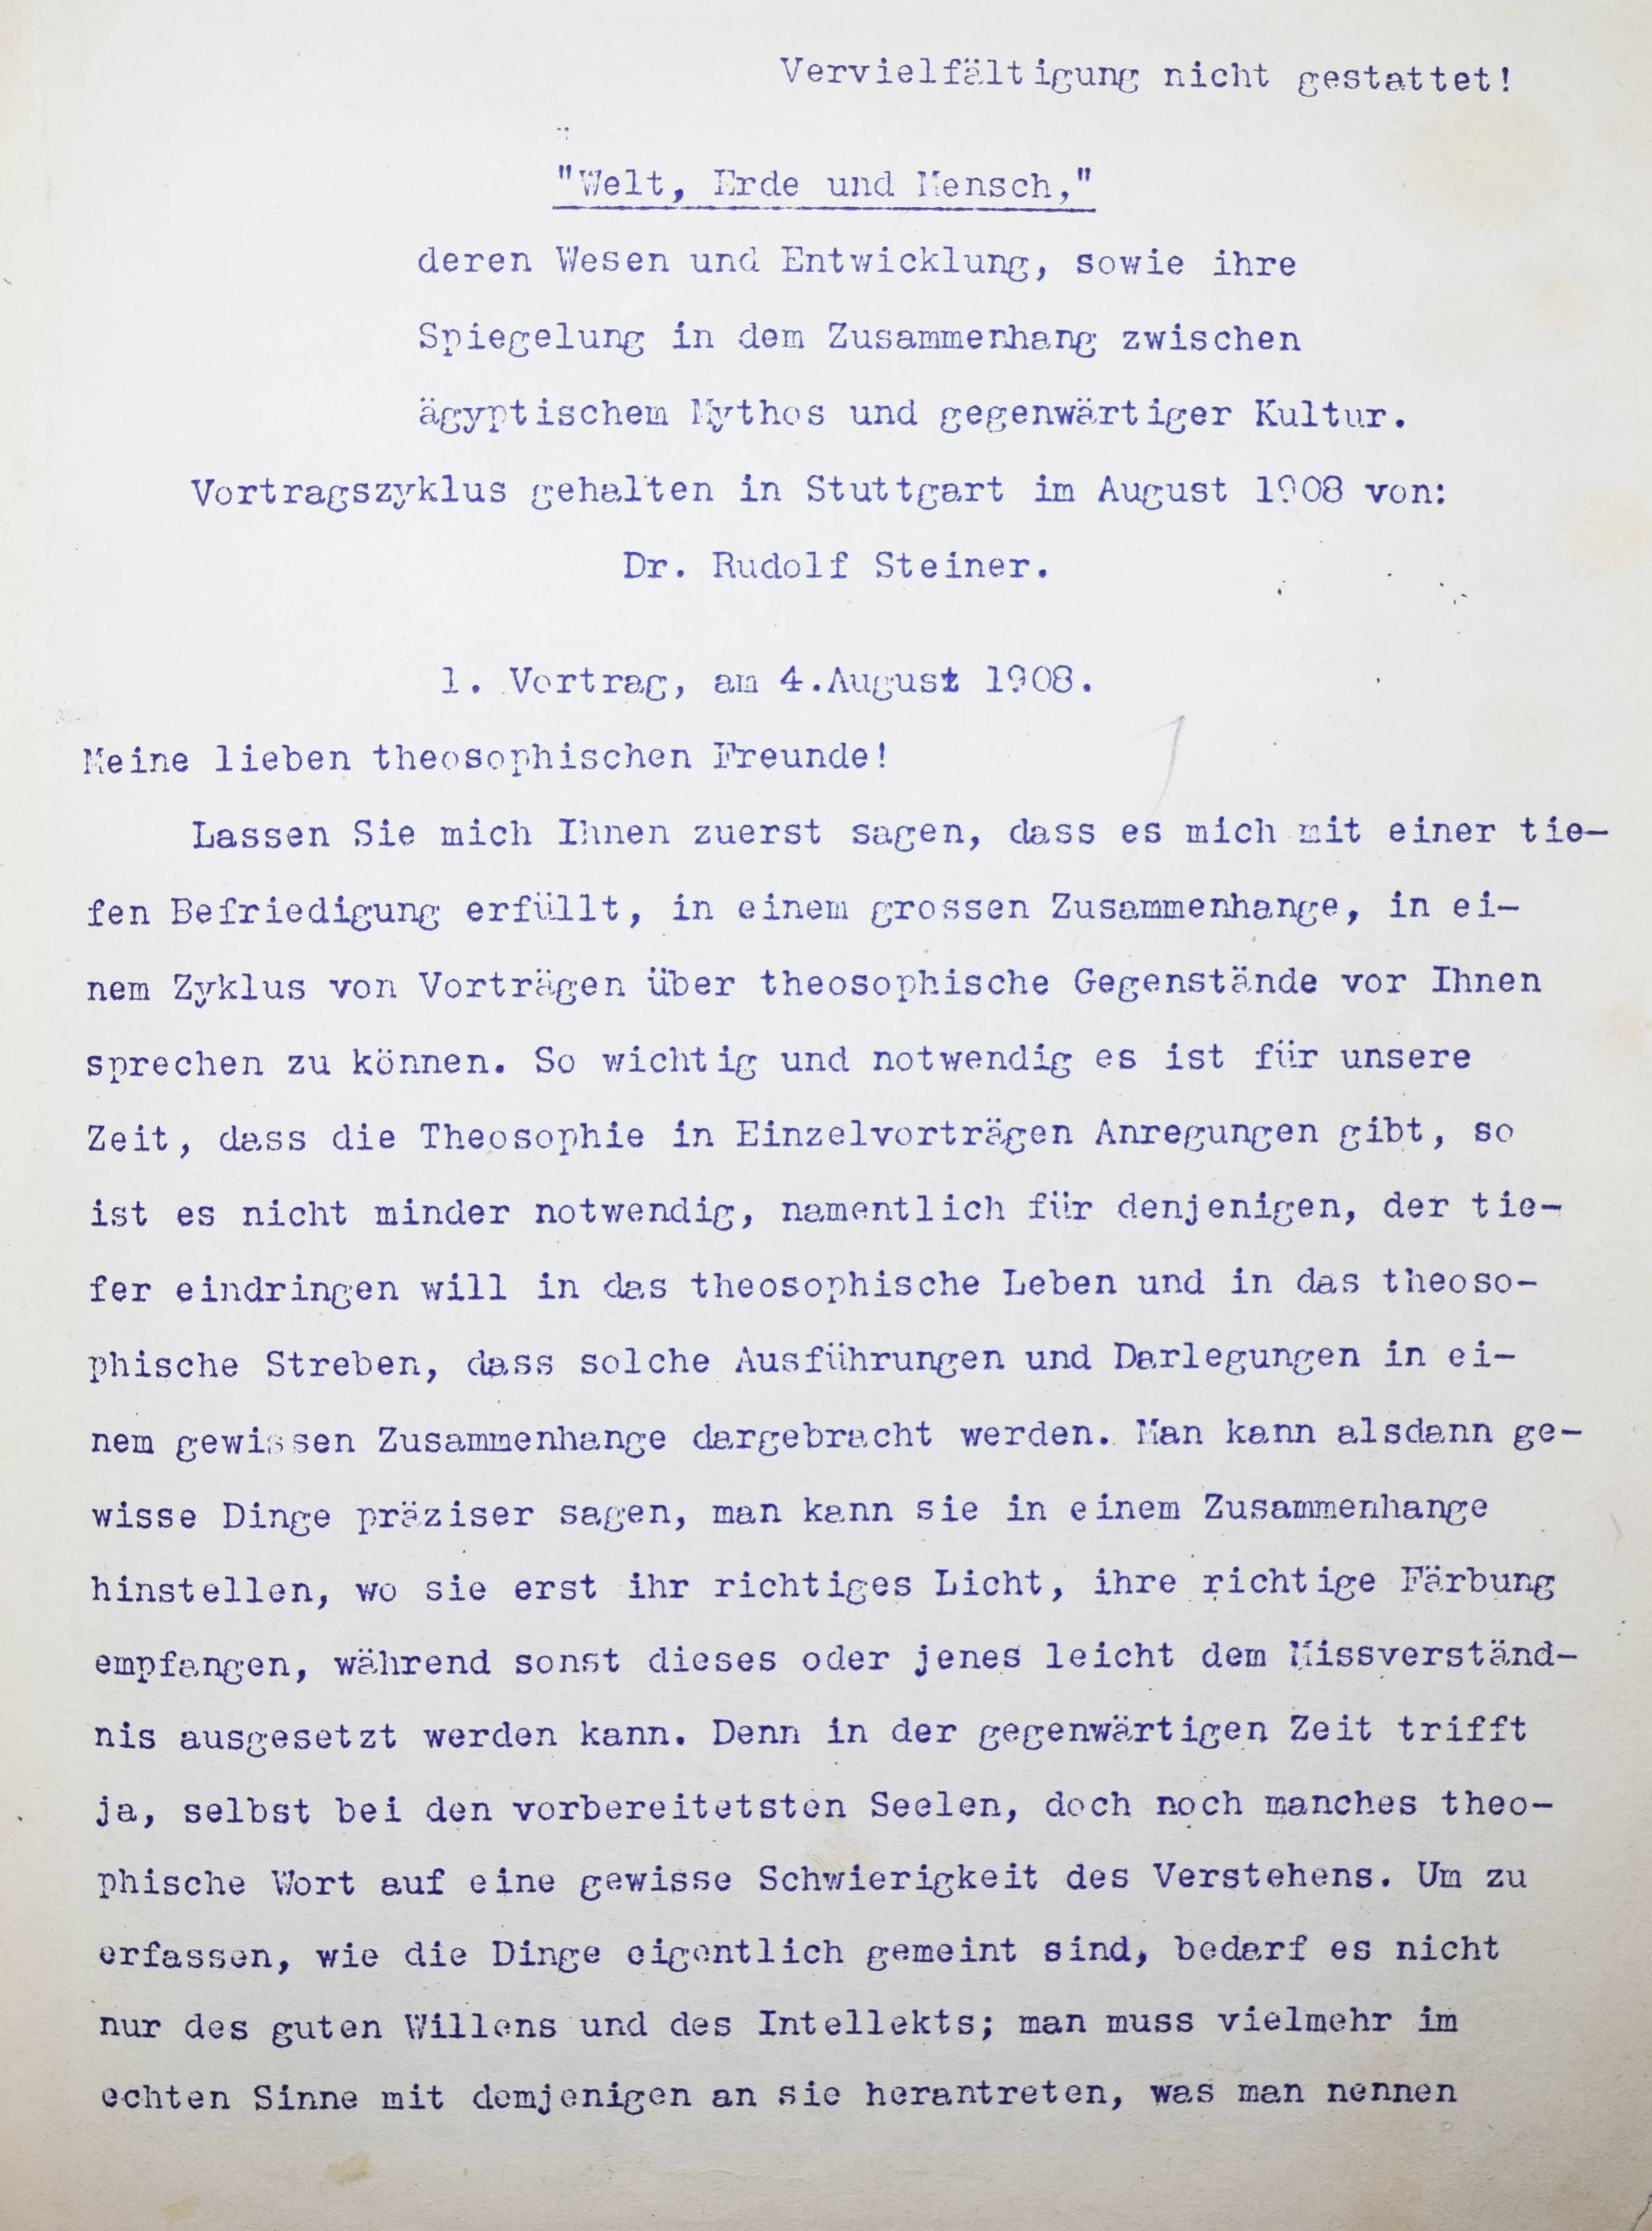 Vervielfältigung nicht gestattet!
"Welt, Erde und Mensch,"
deren Wesen und Entwicklung, sowie ihre
Spiegelung in dem Zusammenhang zwischen
ägyptischem Mythos und gegenwärtiger Kultur.
Vortragszyklus gehalten in Stuttgart im August 1908 von:
Dr. Rudolf Steiner.
1. Vortrag, am 4.August 1908.
Meine lieben theosophischen Freunde!
Lassen Sie mich Ihnen zuerst sagen, dass es mich mit einer tie-
fen Befriedigung erfüllt, in einem grossen Zusammenhange, in ei-
nem Zyklus von Vorträgen über theosophische Gegenstände vor Ihnen
sprechen zu können. So wichtig und notwendig es ist für unsere
Zeit, dass die Theosophie in Einzelvorträgen Anregungen gibt, so
ist es nicht minder notwendig, namentlich für denjenigen, der tie-
fer eindringen will in das theosophische Leben und in das theoso-
phische Streben, dass solche Ausführungen und Darlegungen in ei-
nem gewissen Zusammenhange dargebracht werden. Man kann alsdann ge-
wisse Dinge präziser sagen, man kann sie in einem Zusammenhange
hinstellen, wo sie erst ihr richtiges Licht, ihre richtige Färbung
empfangen, während sonst dieses oder jenes leicht dem Missverständ-
nis ausgesetzt werden kann. Denn in der gegenwärtigen Zeit trifft
ja, selbst bei den vorbereitetsten Seelen, doch noch manches theo-
phische Wort auf eine gewisse Schwierigkeit des Verstehens. Um zu
erfassen, wie die Dinge eigentlich gemeint sind, bedarf es nicht
nur des guten Willens und des Intellekts; man muss vielmehr im
echten Sinne mit demjenigen an sie herantreten, was man nennen